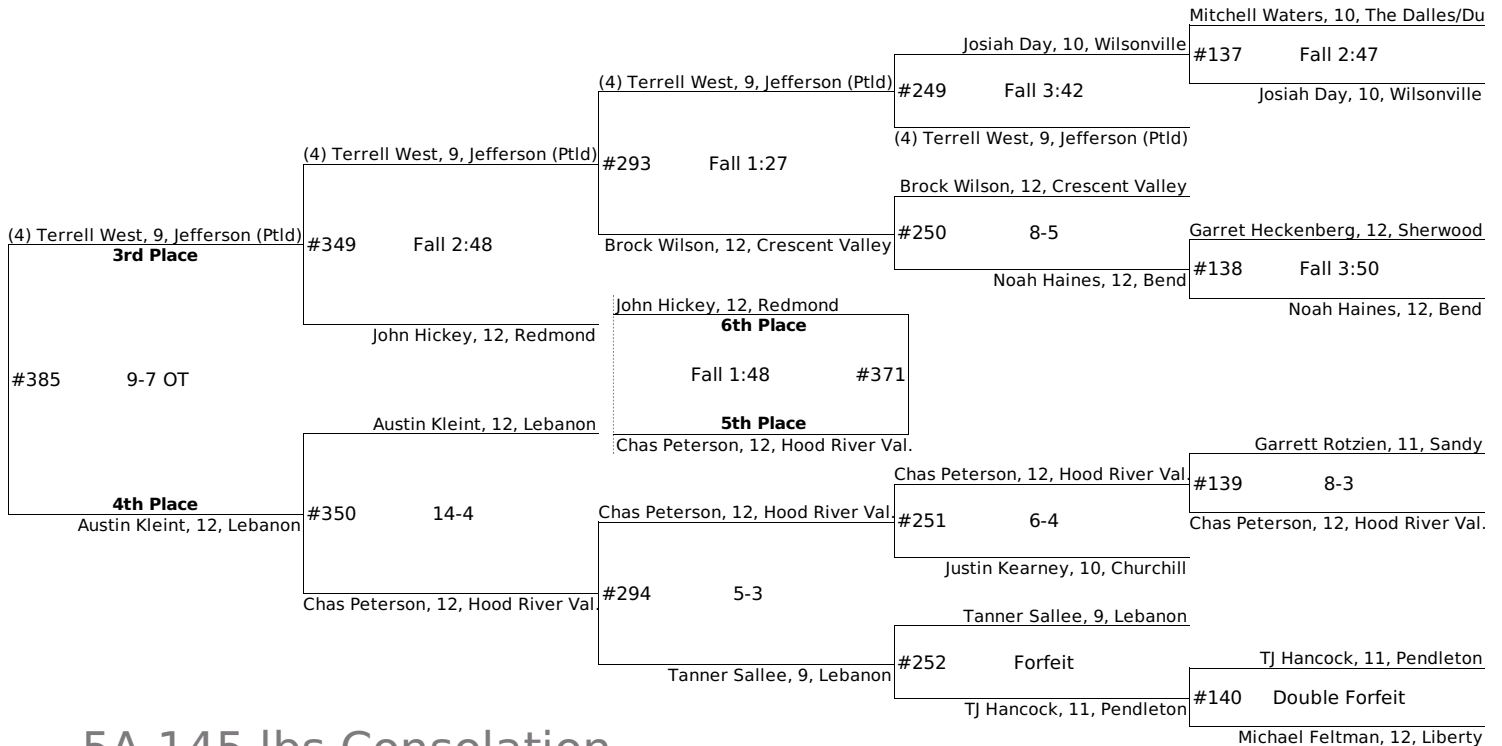 Mitchell Waters, 10, The Dalles/Du
Josiah Day, 10, Wilsonville
#137 Fall 2:47
(4) Terrell West, 9, Jefferson (Ptld)
#249 Fall 3:42
Josiah Day, 10, Wilsonville
(4) Terrell West, 9, Jefferson (Ptld)
(4) Terrell West, 9, Jefferson (Ptld)
#293 Fall 1:27
Brock Wilson, 12, Crescent Valley
(4) Terrell West, 9, Jefferson (Ptld)
3rd Place
#349 Fall 2:48
Brock Wilson, 12, Crescent Valley
#250 8-5
Garret Heckenberg, 12, Sherwood
#138 Fall 3:50
Noah Haines, 12, Bend
Noah Haines, 12, Bend
John Hickey, 12, Redmond
6th Place
John Hickey, 12, Redmond
#385 9-7 OT
Fall 1:48 #371
Austin Kleint, 12, Lebanon
5th Place
Chas Peterson, 12, Hood River Val.
Garrett Rotzien, 11, Sandy
Chas Peterson, 12, Hood River Val.
#139 8-3
4th Place
Austin Kleint, 12, Lebanon
#350 14-4
Chas Peterson, 12, Hood River Val.
#251 6-4
Chas Peterson, 12, Hood River Val.
Justin Kearney, 10, Churchill
Chas Peterson, 12, Hood River Val.
#294 5-3
Tanner Sallee, 9, Lebanon
Tanner Sallee, 9, Lebanon
#252 Forfeit
TJ Hancock, 11, Pendleton
TJ Hancock, 11, Pendleton
#140 Double Forfeit
Michael Feltman, 12, Liberty
5A 145 lbs Consolation